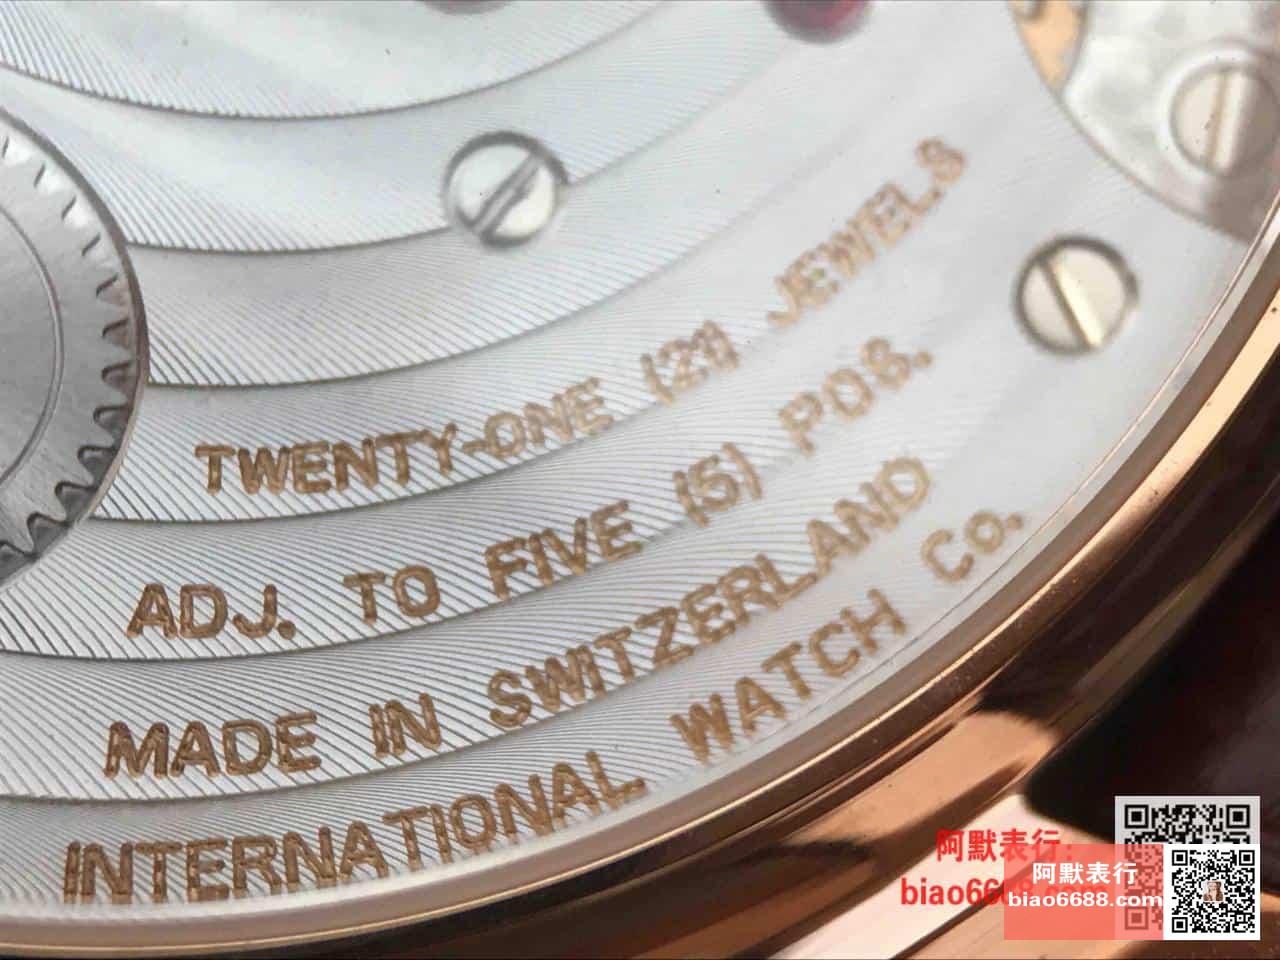 TWENTY-ONE (21) JEWELS
ADJ. TO FIVE (5) POS.
MADE IN SWITZERLAND
INTERNATIONAL WATCH Co.
阿默表行:
阿默表行
biao6688.com